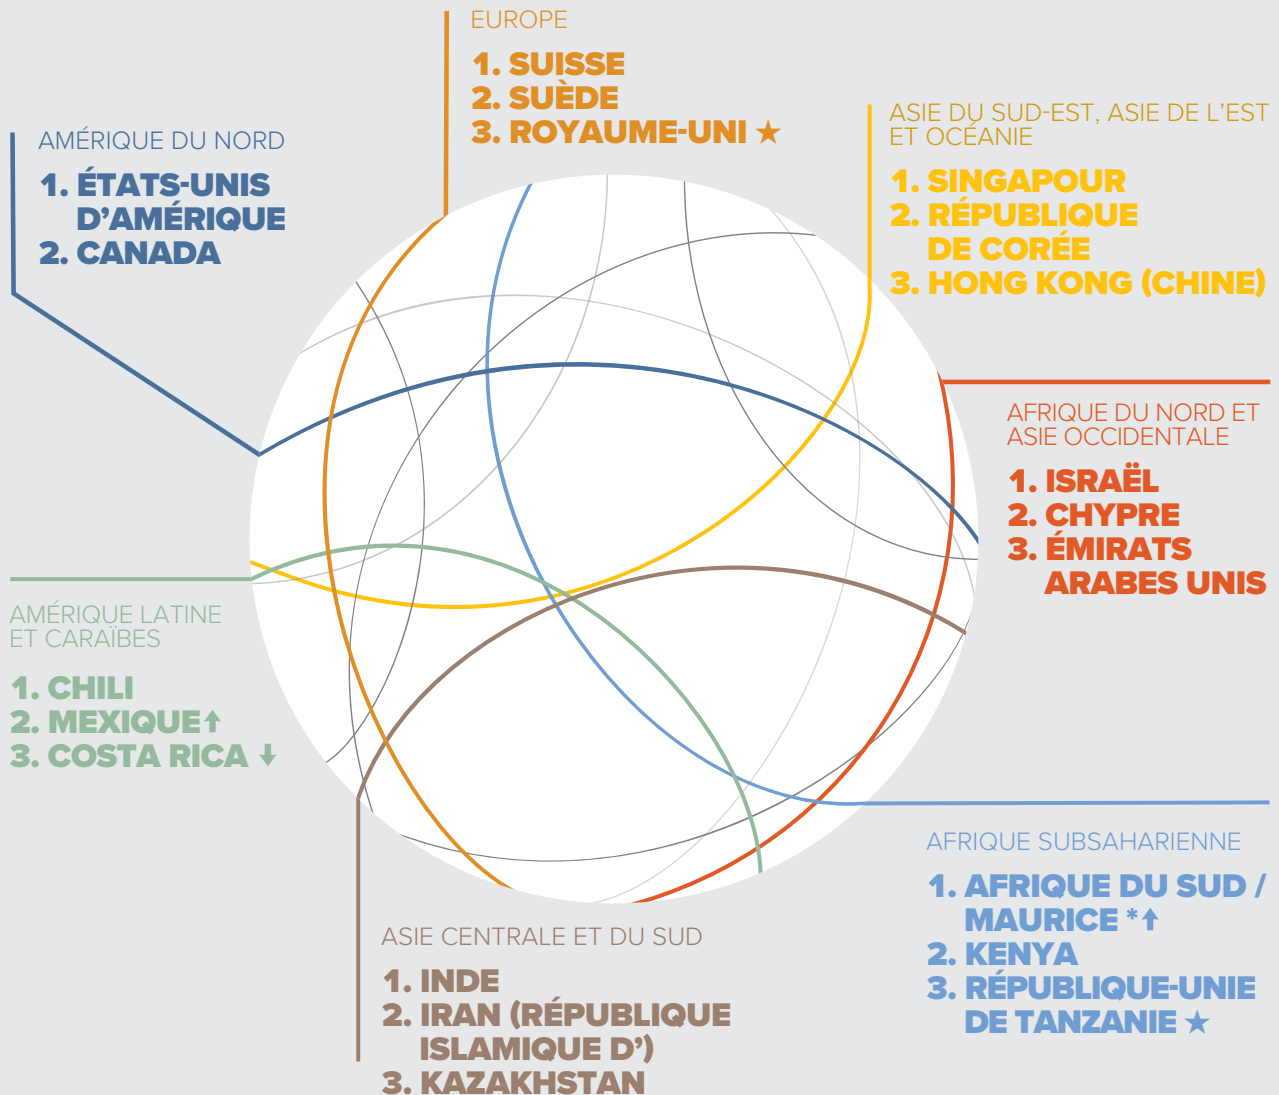 EUROPE
1. SUISSE
2. SUÈDE
3. ROYAUME-UNI ★
AMÉRIQUE DU NORD
1. ÉTATS-UNIS
D’AMÉRIQUE
2. CANADA
ASIE DU SUD-EST, ASIE DE L’EST
ET OCÉANIE
1. SINGAPOUR
2. RÉPUBLIQUE
DE CORÉE
3. HONG KONG (CHINE)
AFRIQUE DU NORD ET
ASIE OCCIDENTALE
1. ISRAËL
2. CHYPRE
3. ÉMIRATS
ARABES UNIS
AMÉRIQUE LATINE
ET CARAÏBES
1. CHILI
2. MEXIQUE ↑
3. COSTA RICA ↓
AFRIQUE SUBSAHARIENNE
1. AFRIQUE DU SUD /
MAURICE *↑
2. KENYA
3. RÉPUBLIQUE-UNIE
DE TANZANIE ★
ASIE CENTRALE ET DU SUD
1. INDE
2. IRAN (RÉPUBLIQUE
ISLAMIQUE D’)
3. KAZAKHSTAN